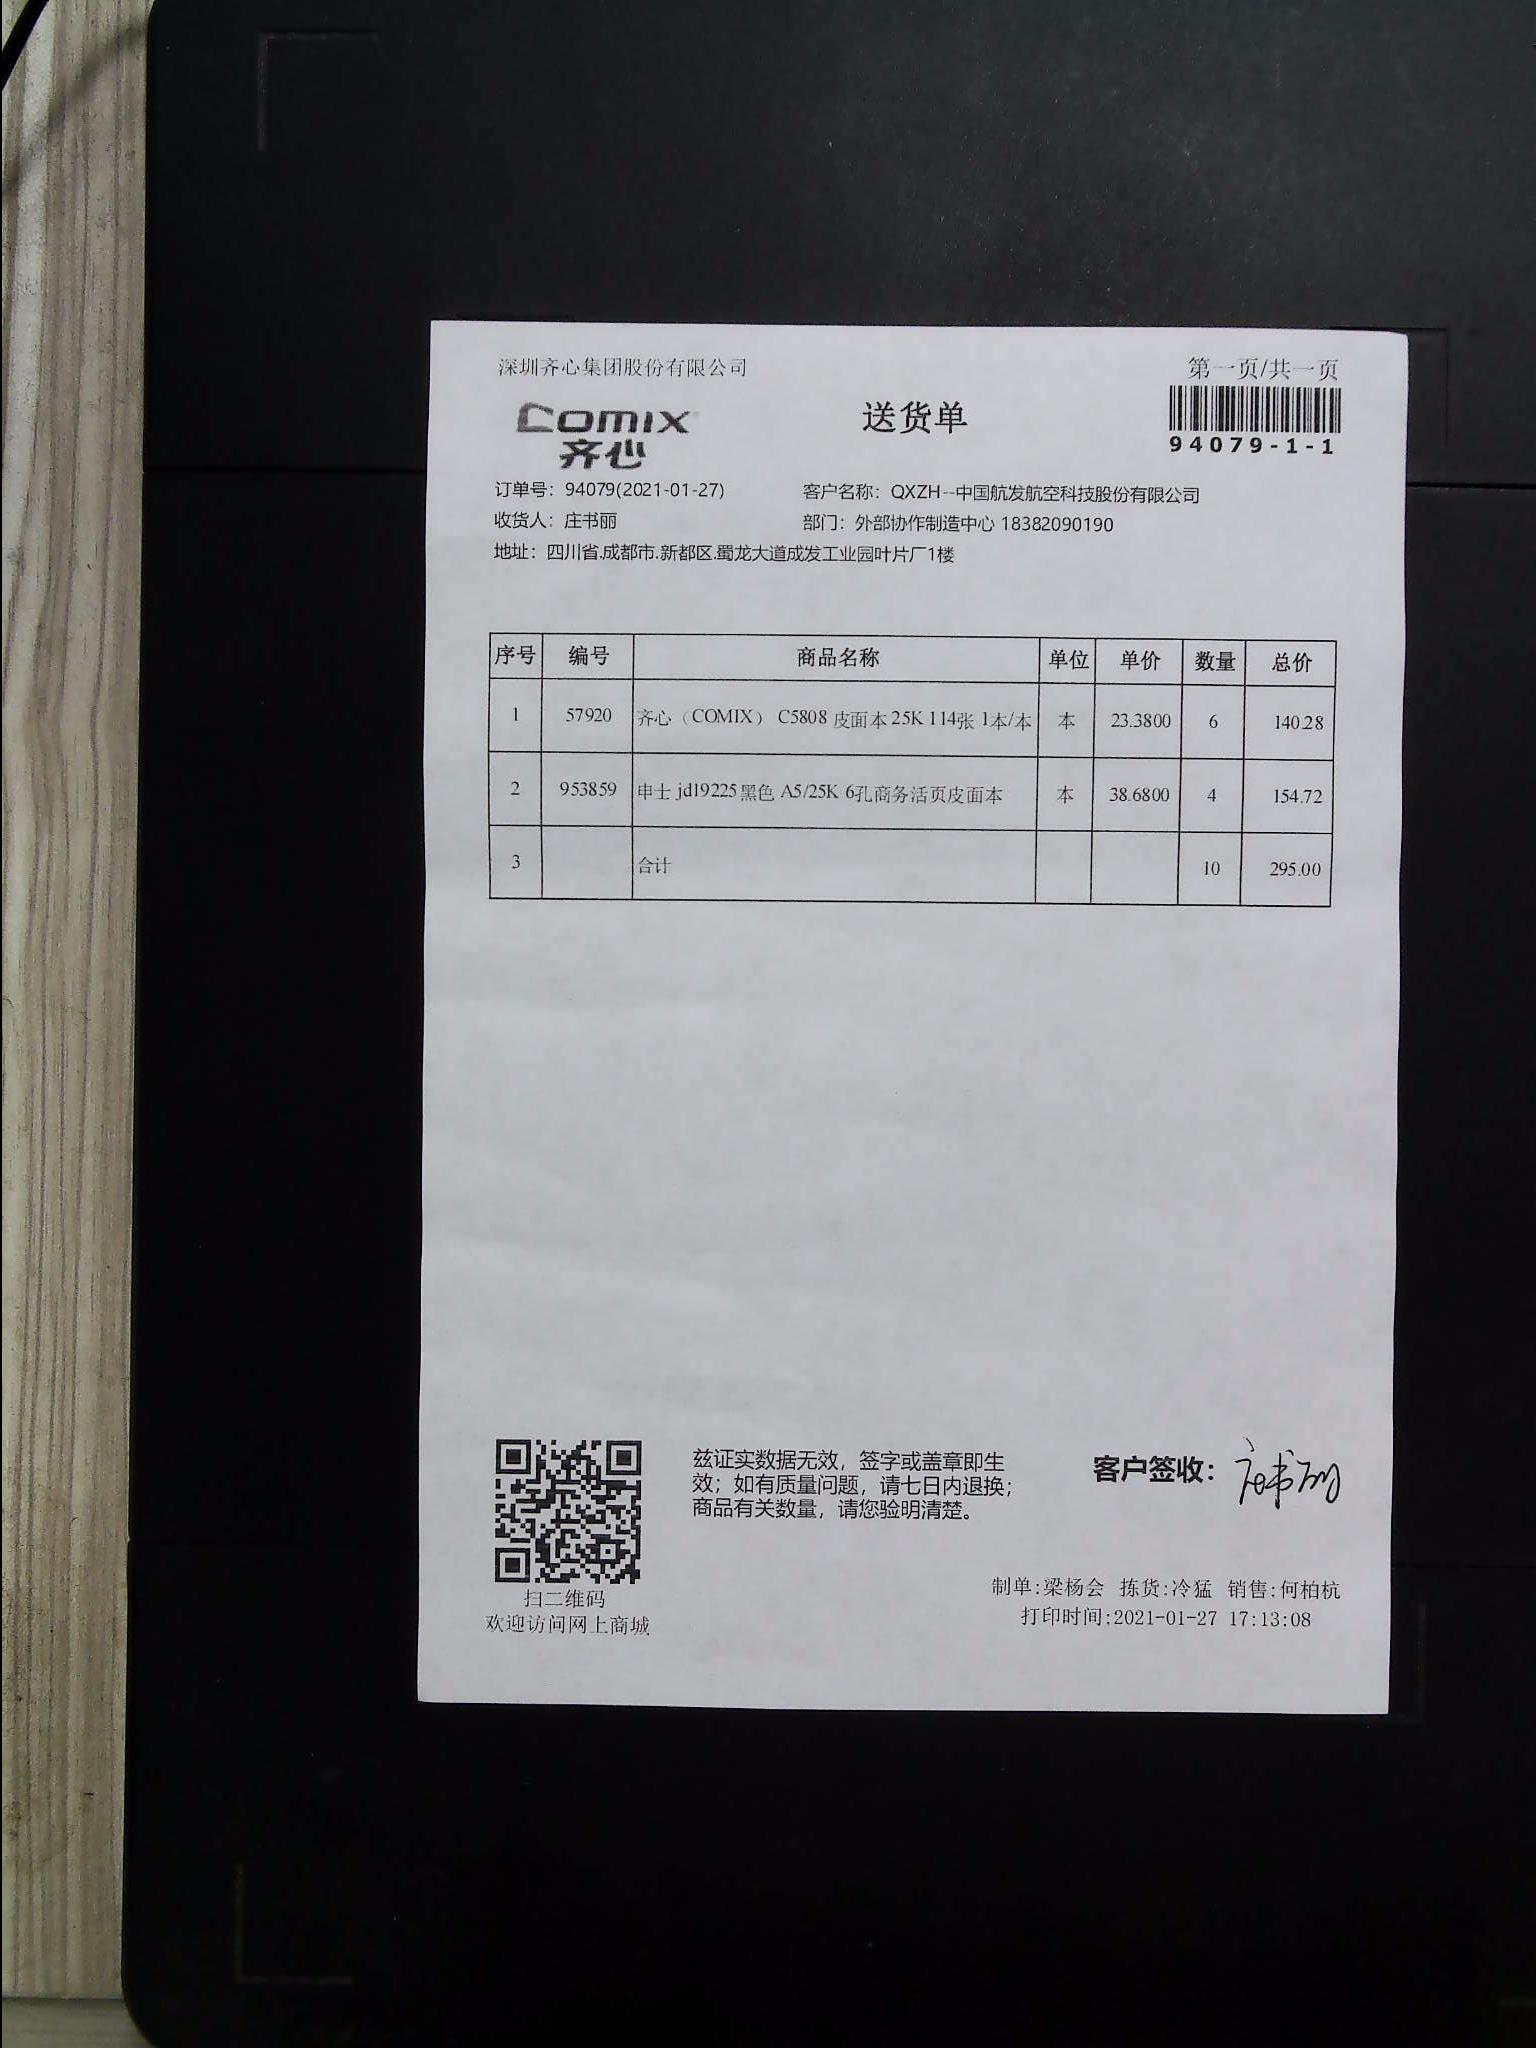 深圳齐心集团股份有限公司
第一页/共一页
COMIX
齐心
送货单
94079-1-1
订单号：94079(2021-01-27)
客户名称：QXZH--中国航发航空科技股份有限公司
收货人：庄书丽
部门：外部协作制造中心 18382090190
地址：四川省.成都市.新都区.蜀龙大道成发工业园叶片厂1楼
序号 编号 商品名称 单位 单价 数量 总价
1 57920 齐心（COMIX） C5808 皮面本 25K 114张 1本/本 本 23.3800 6 140.28
2 953859 申士 jd19225黑色 A5/25K 6孔商务活页皮面本 本 38.6800 4 154.72
3 合计 10 295.00
兹证实数据无效，签字或盖章即生
效；如有质量问题，请七日内退换；
商品有关数量，请您验明清楚。
客户签收：庄书丽
扫二维码
欢迎访问网上商城
制单:梁杨会 拣货:冷猛 销售:何柏杭
打印时间:2021-01-27 17:13:08